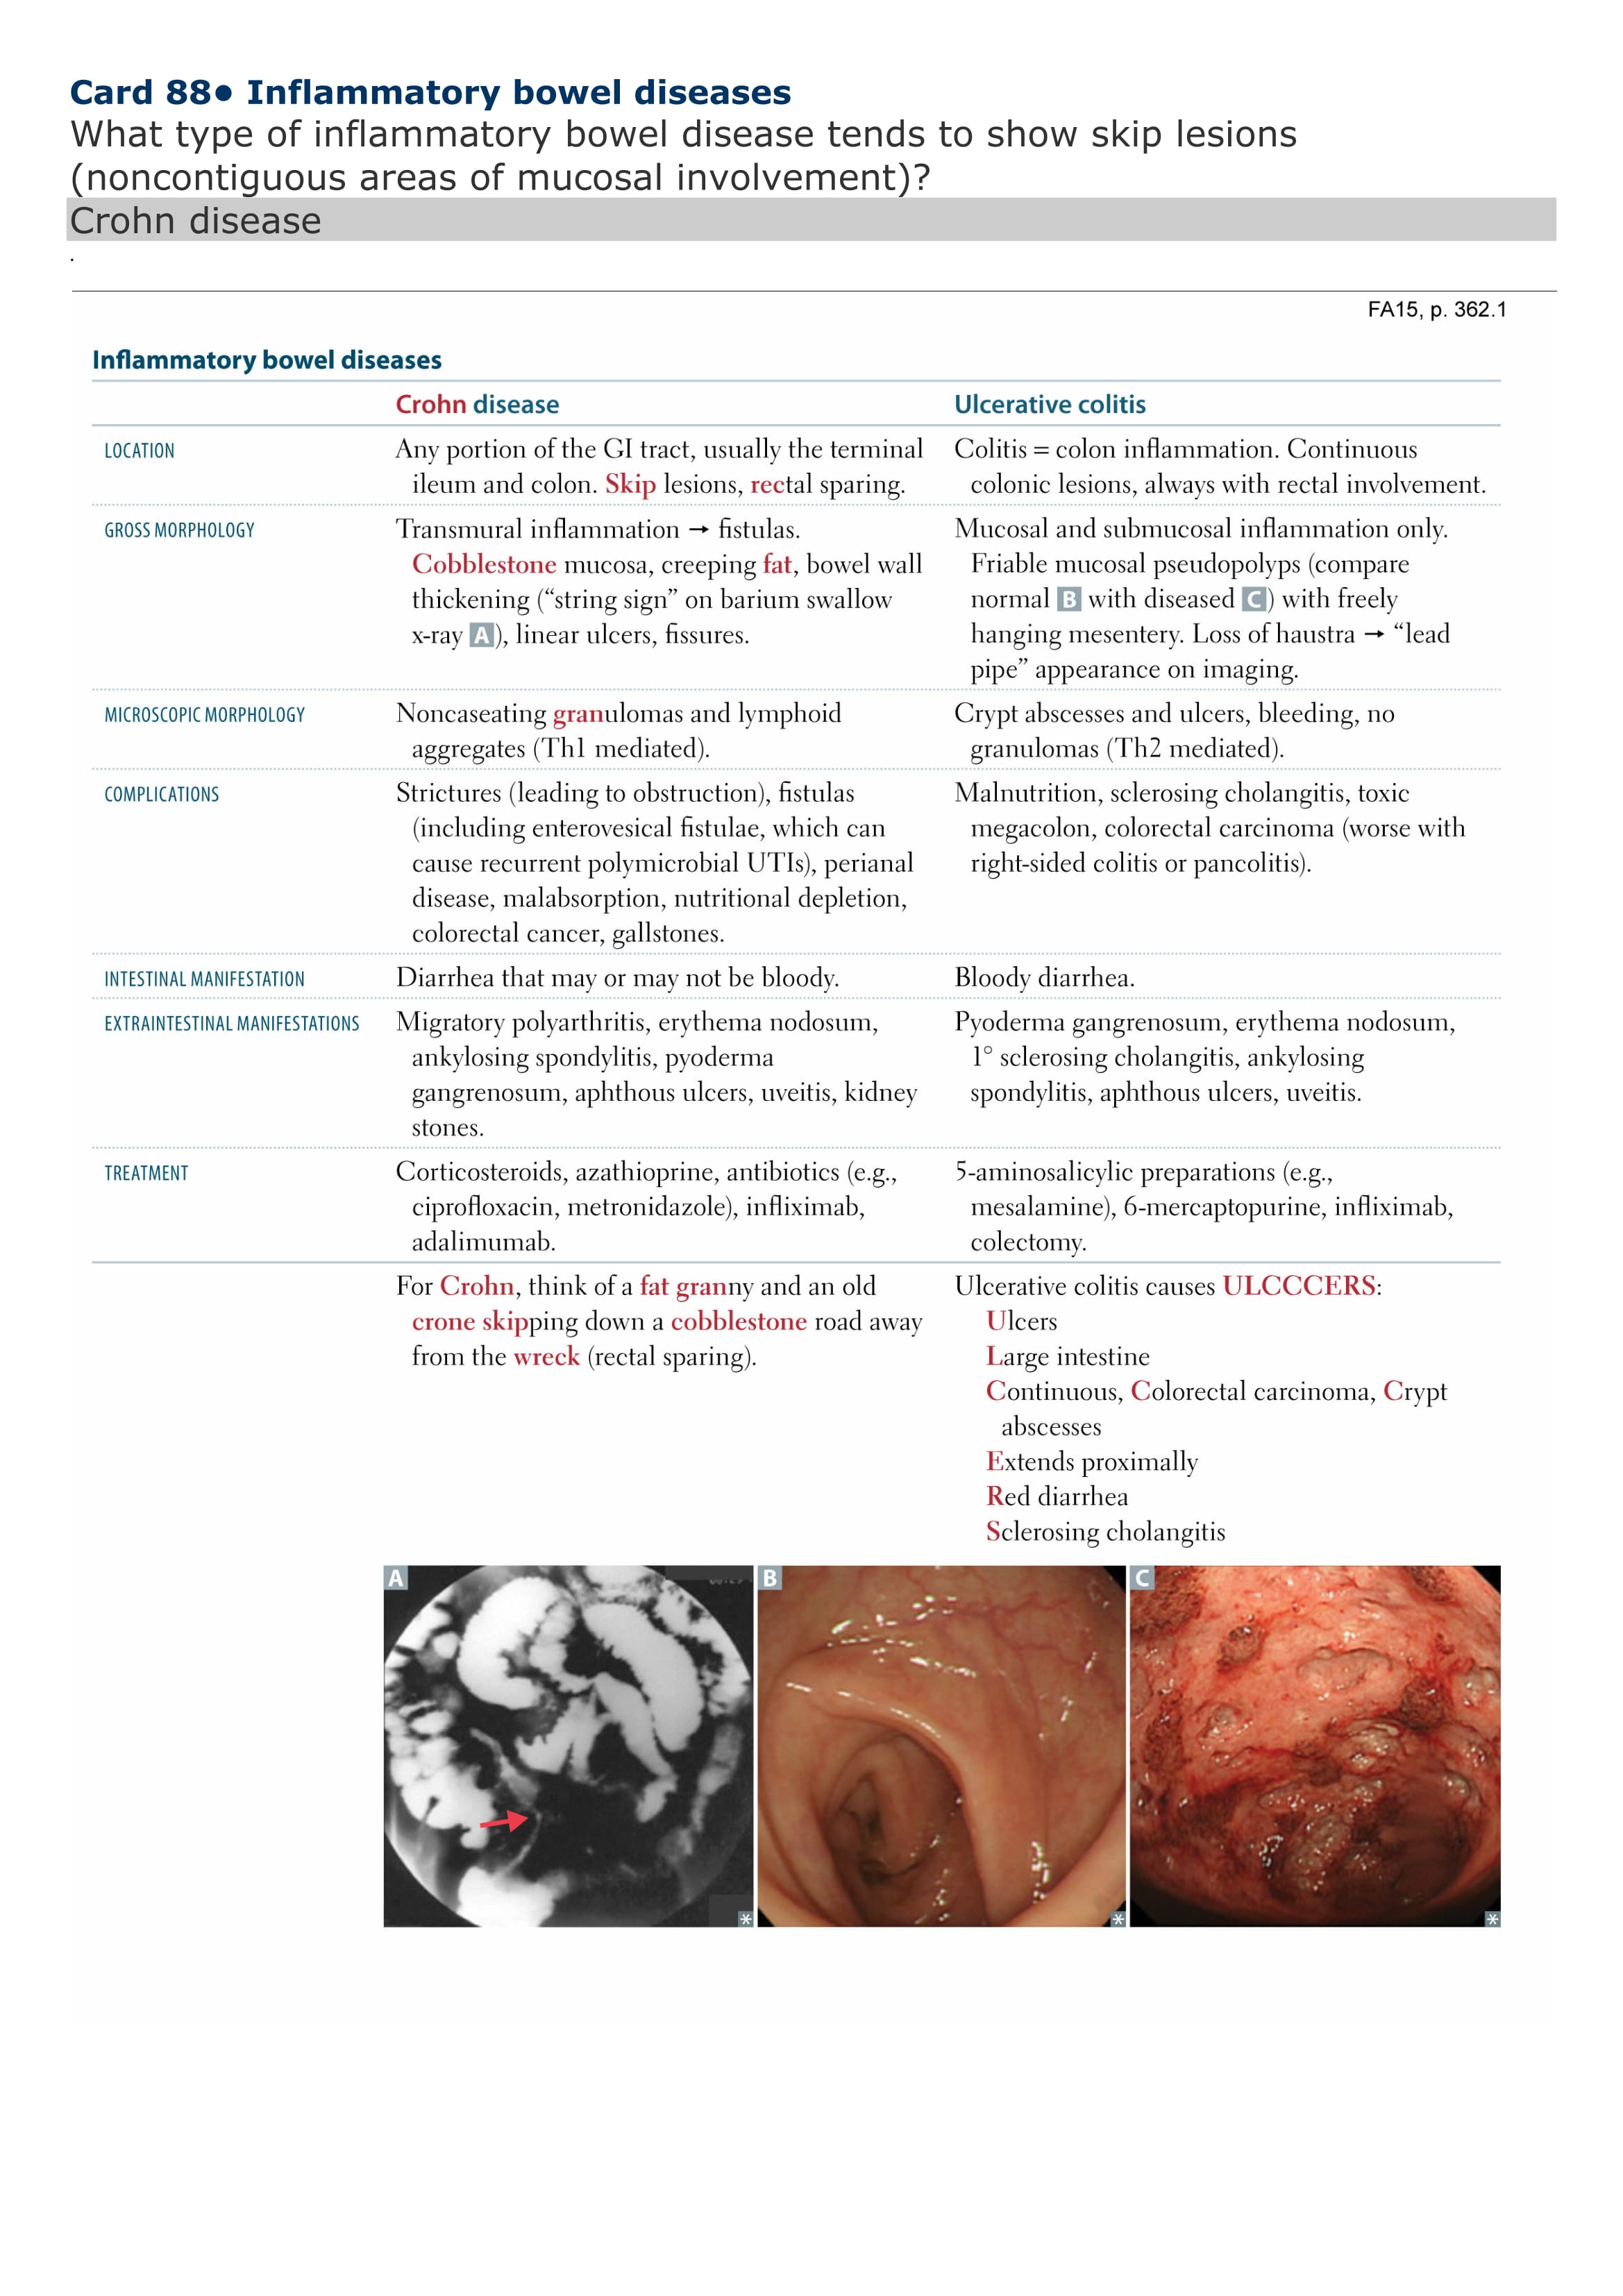 Card 88● Inflammatory bowel diseases
What type of inflammatory bowel disease tends to show skip lesions
(noncontiguous areas of mucosal involvement)?
Crohn disease
.
FA15, p. 362.1
Inflammatory bowel diseases
Crohn disease
Ulcerative colitis
LOCATION
Any portion of the GI tract, usually the terminal
ileum and colon. Skip lesions, rectal sparing.
Colitis = colon inflammation. Continuous
colonic lesions, always with rectal involvement.
GROSS MORPHOLOGY
Transmural inflammation → fistulas.
Cobblestone mucosa, creeping fat, bowel wall
thickening (“string sign” on barium swallow
x-ray A), linear ulcers, fissures.
Mucosal and submucosal inflammation only.
Friable mucosal pseudopolyps (compare
normal B with diseased C) with freely
hanging mesentery. Loss of haustra → “lead
pipe” appearance on imaging.
MICROSCOPIC MORPHOLOGY
Noncaseating granulomas and lymphoid
aggregates (Th1 mediated).
Crypt abscesses and ulcers, bleeding, no
granulomas (Th2 mediated).
COMPLICATIONS
Strictures (leading to obstruction), fistulas
(including enterovesical fistulae, which can
cause recurrent polymicrobial UTIs), perianal
disease, malabsorption, nutritional depletion,
colorectal cancer, gallstones.
Malnutrition, sclerosing cholangitis, toxic
megacolon, colorectal carcinoma (worse with
right-sided colitis or pancolitis).
INTESTINAL MANIFESTATION
Diarrhea that may or may not be bloody.
Bloody diarrhea.
EXTRAINTESTINAL MANIFESTATIONS
Migratory polyarthritis, erythema nodosum,
ankylosing spondylitis, pyoderma
gangrenosum, aphthous ulcers, uveitis, kidney
stones.
Pyoderma gangrenosum, erythema nodosum,
1° sclerosing cholangitis, ankylosing
spondylitis, aphthous ulcers, uveitis.
TREATMENT
Corticosteroids, azathioprine, antibiotics (e.g.,
ciprofloxacin, metronidazole), infliximab,
adalimumab.
5-aminosalicylic preparations (e.g.,
mesalamine), 6-mercaptopurine, infliximab,
colectomy.
For Crohn, think of a fat granny and an old
crone skipping down a cobblestone road away
from the wreck (rectal sparing).
Ulcerative colitis causes ULCCCERS:
Ulcers
Large intestine
Continuous, Colorectal carcinoma, Crypt
abscesses
Extends proximally
Red diarrhea
Sclerosing cholangitis
A
B
C